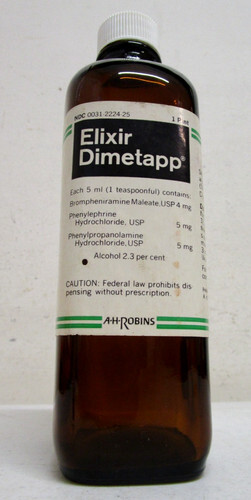 NDC 0031-2224-25 1 Pint
Elixir
Dimetapp®
Each 5 ml (1 teaspoonful) contains:
Brompheniramine Maleate, USP 4 mg
Phenylephrine
Hydrochloride, USP 5 mg
Phenylpropanolamine
Hydrochloride, USP 5 mg
Alcohol 2.3 per cent
CAUTION: Federal law prohibits dis-
pensing without prescription.
A·H·ROBINS